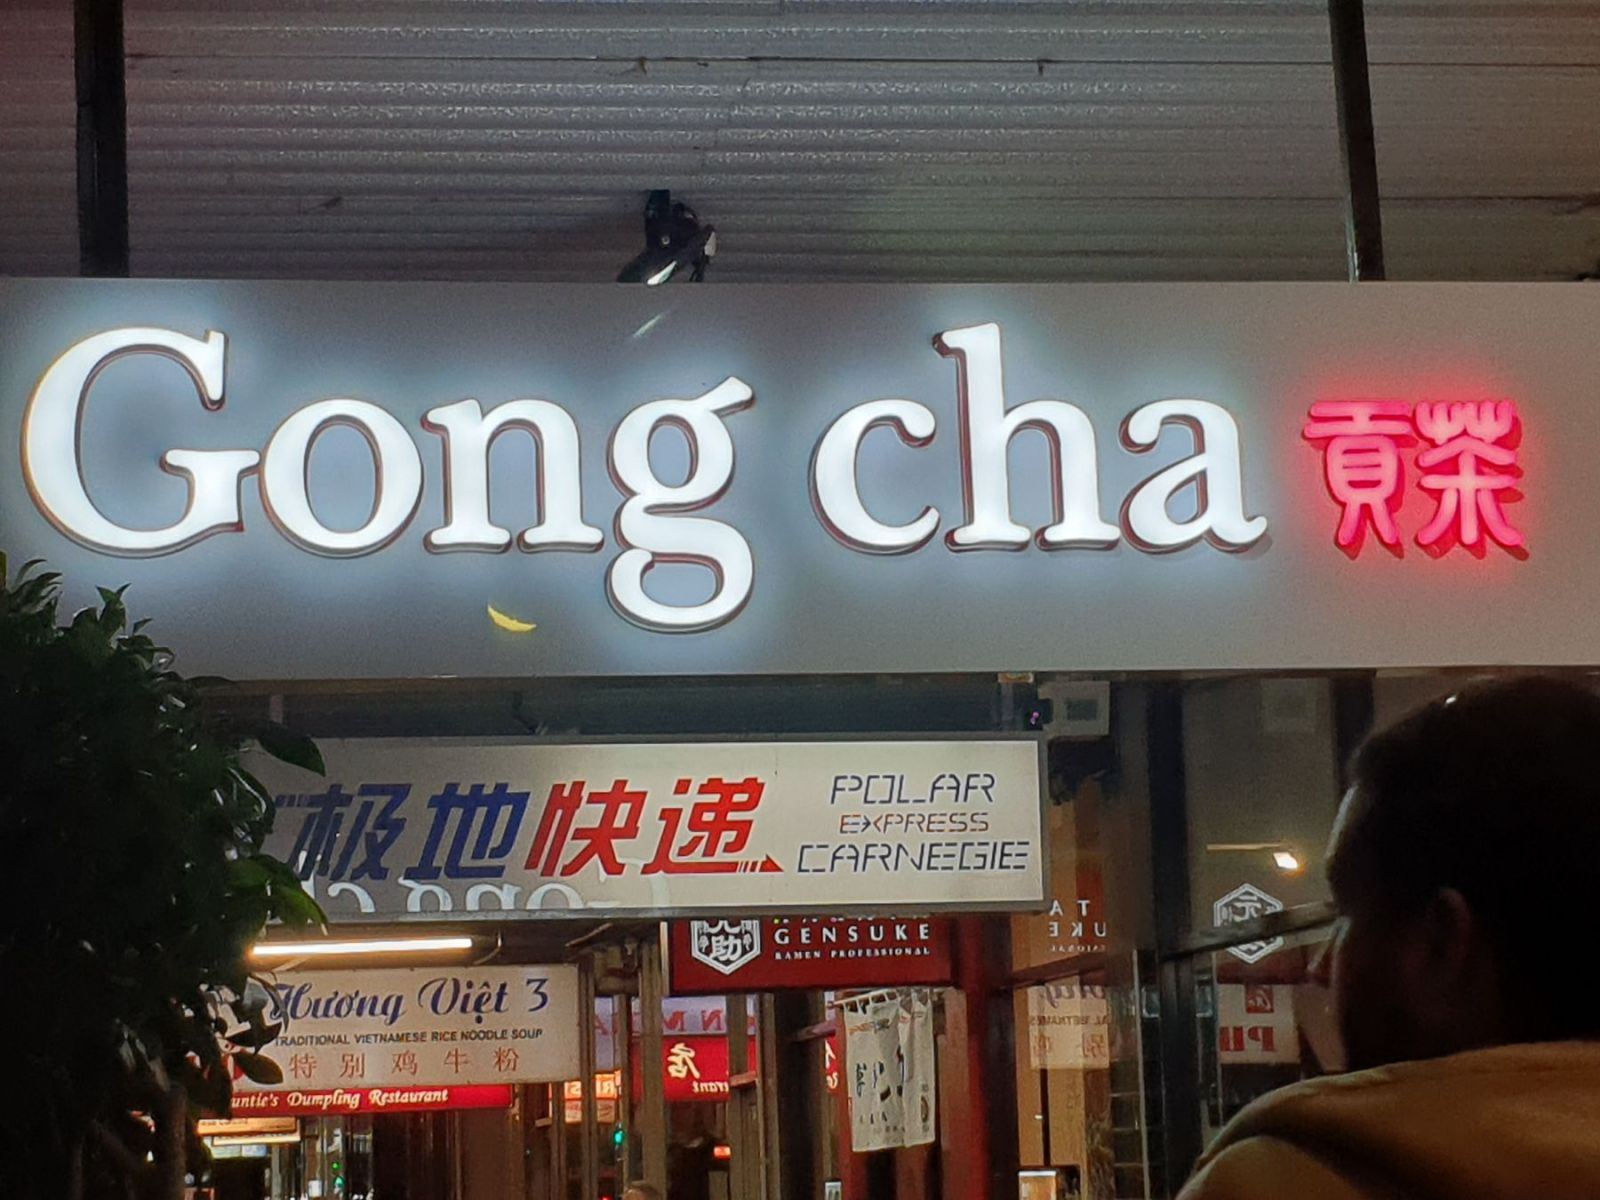 Gong cha 貢茶
极地快递
POLAR
EXPRESS
CARNEGIE
GENSUKE
RAMEN PROFESSIONAL
Hương Việt 3
TRADITIONAL VIETNAMESE RICE NOODLE SOUP
特别鸡牛粉
Dumpling Restaurant